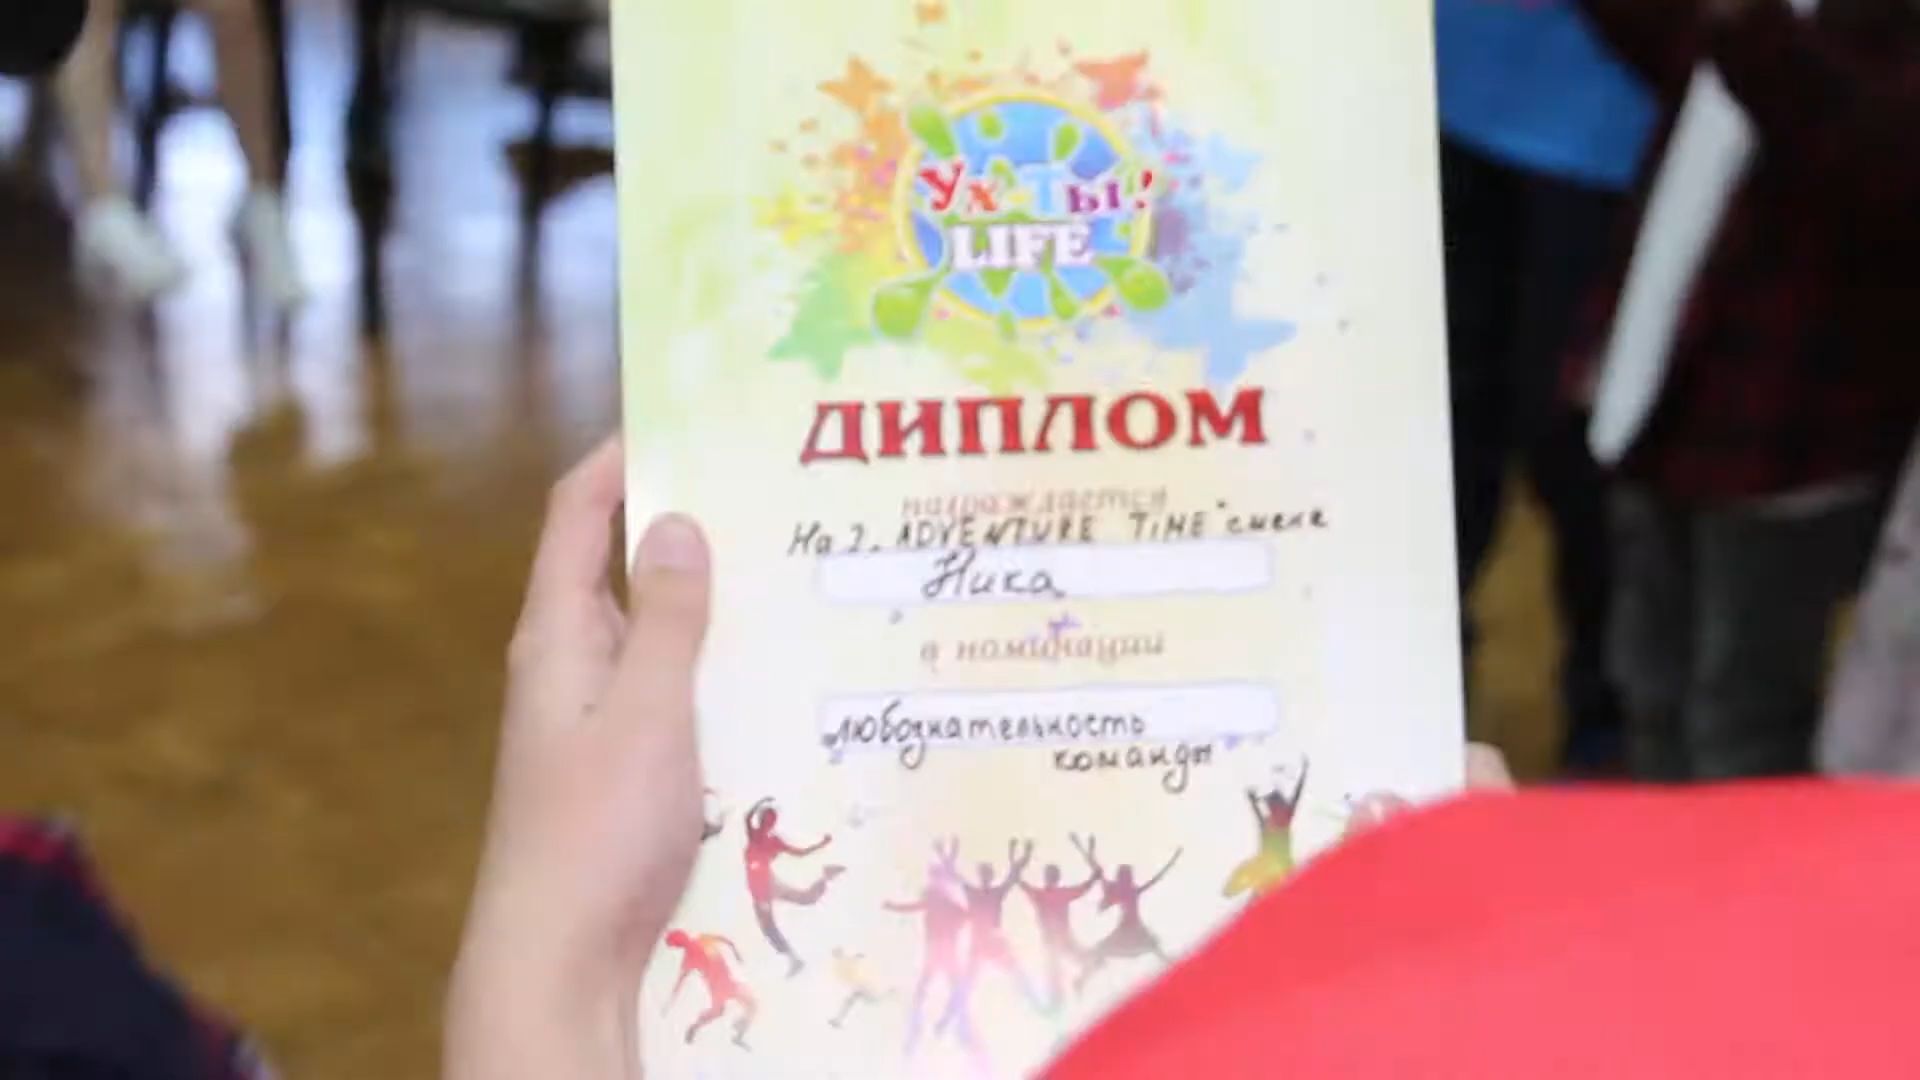 Ух-Ты!
LIFE
ДИПЛОМ
награждается
На 2. ADVENTURE TIME" смене
Ника
в номинации
любознательность
команды